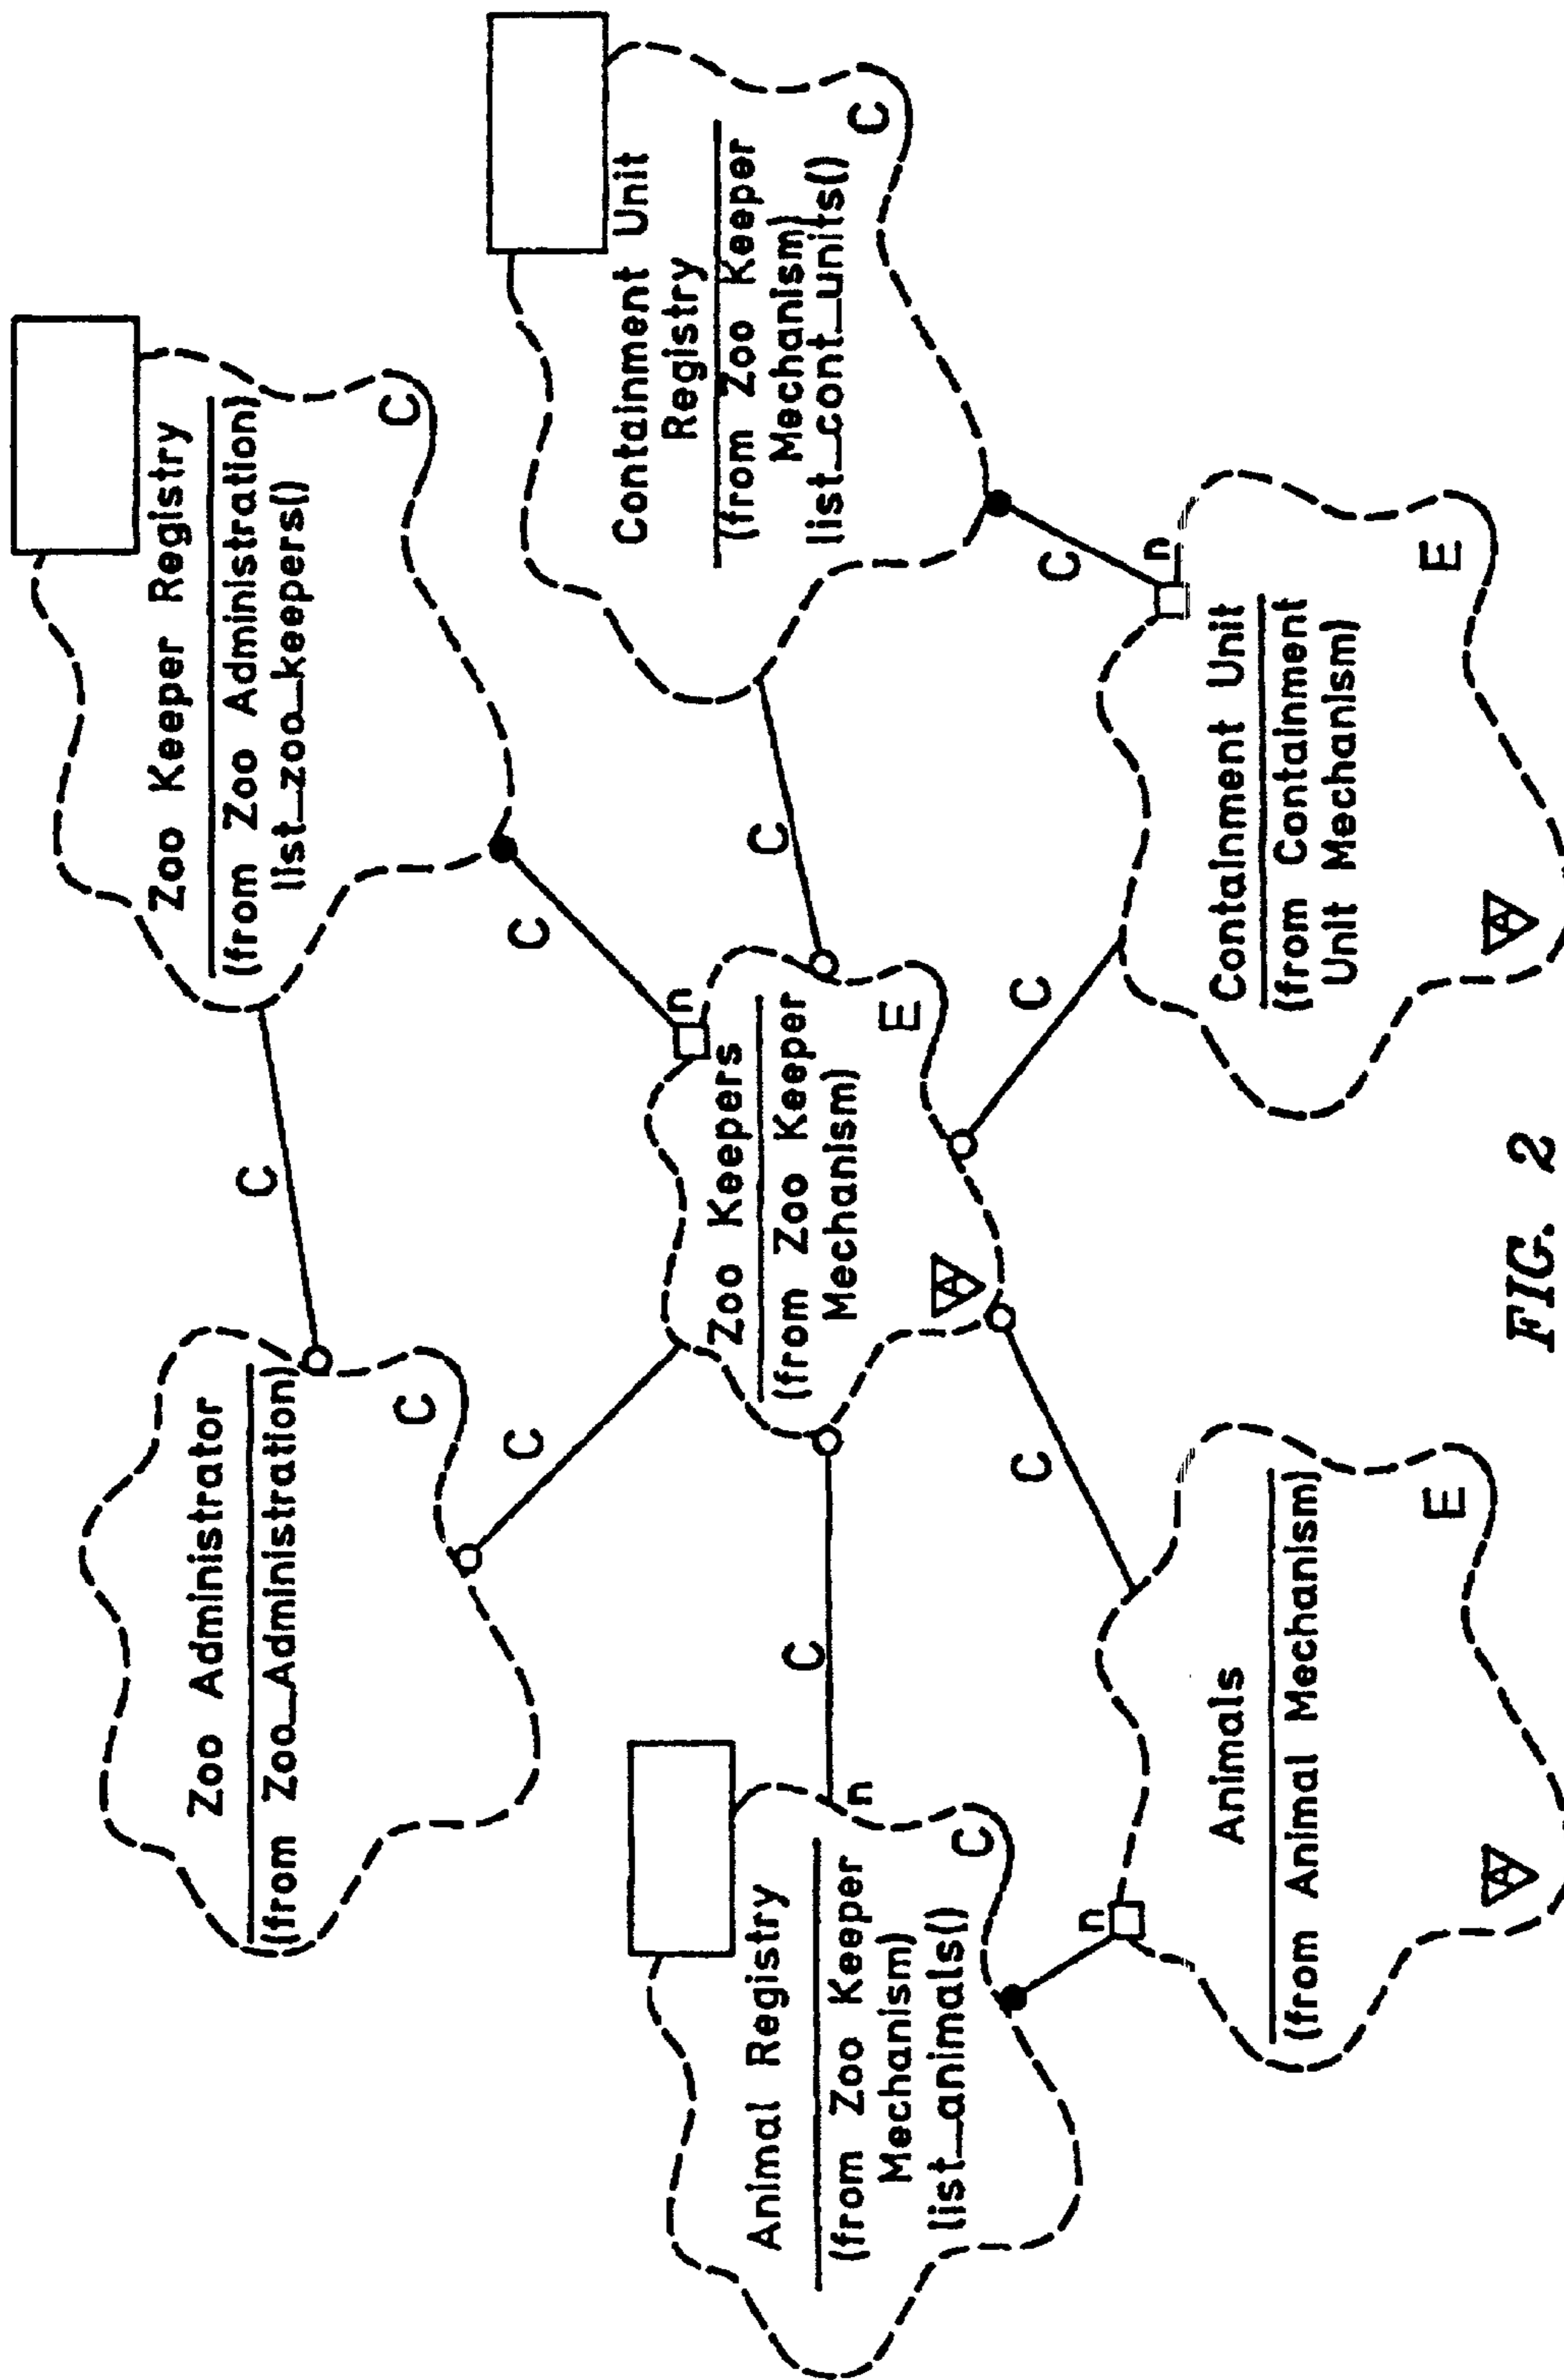 Zoo Administrator
(from Zoo_Administration)
C
C
Zoo Keeper Registry
(from Zoo Administration)
list_zoo_keepers()
C
C
C
Animal Registry
(from Zoo Keeper
Mechanism)
list_animals()
C
n
C
Zoo Keepers
(from Zoo Keeper
Mechanism)
n
E
A
C
Containment Unit
Registry
(from Zoo Keeper
Mechanism)
list_cont_units()
C
C
C
C
n
Animals
(from Animal Mechanism)
E
A
n
Containment Unit
(from Containment
Unit Mechanism)
E
A
FIG. 2